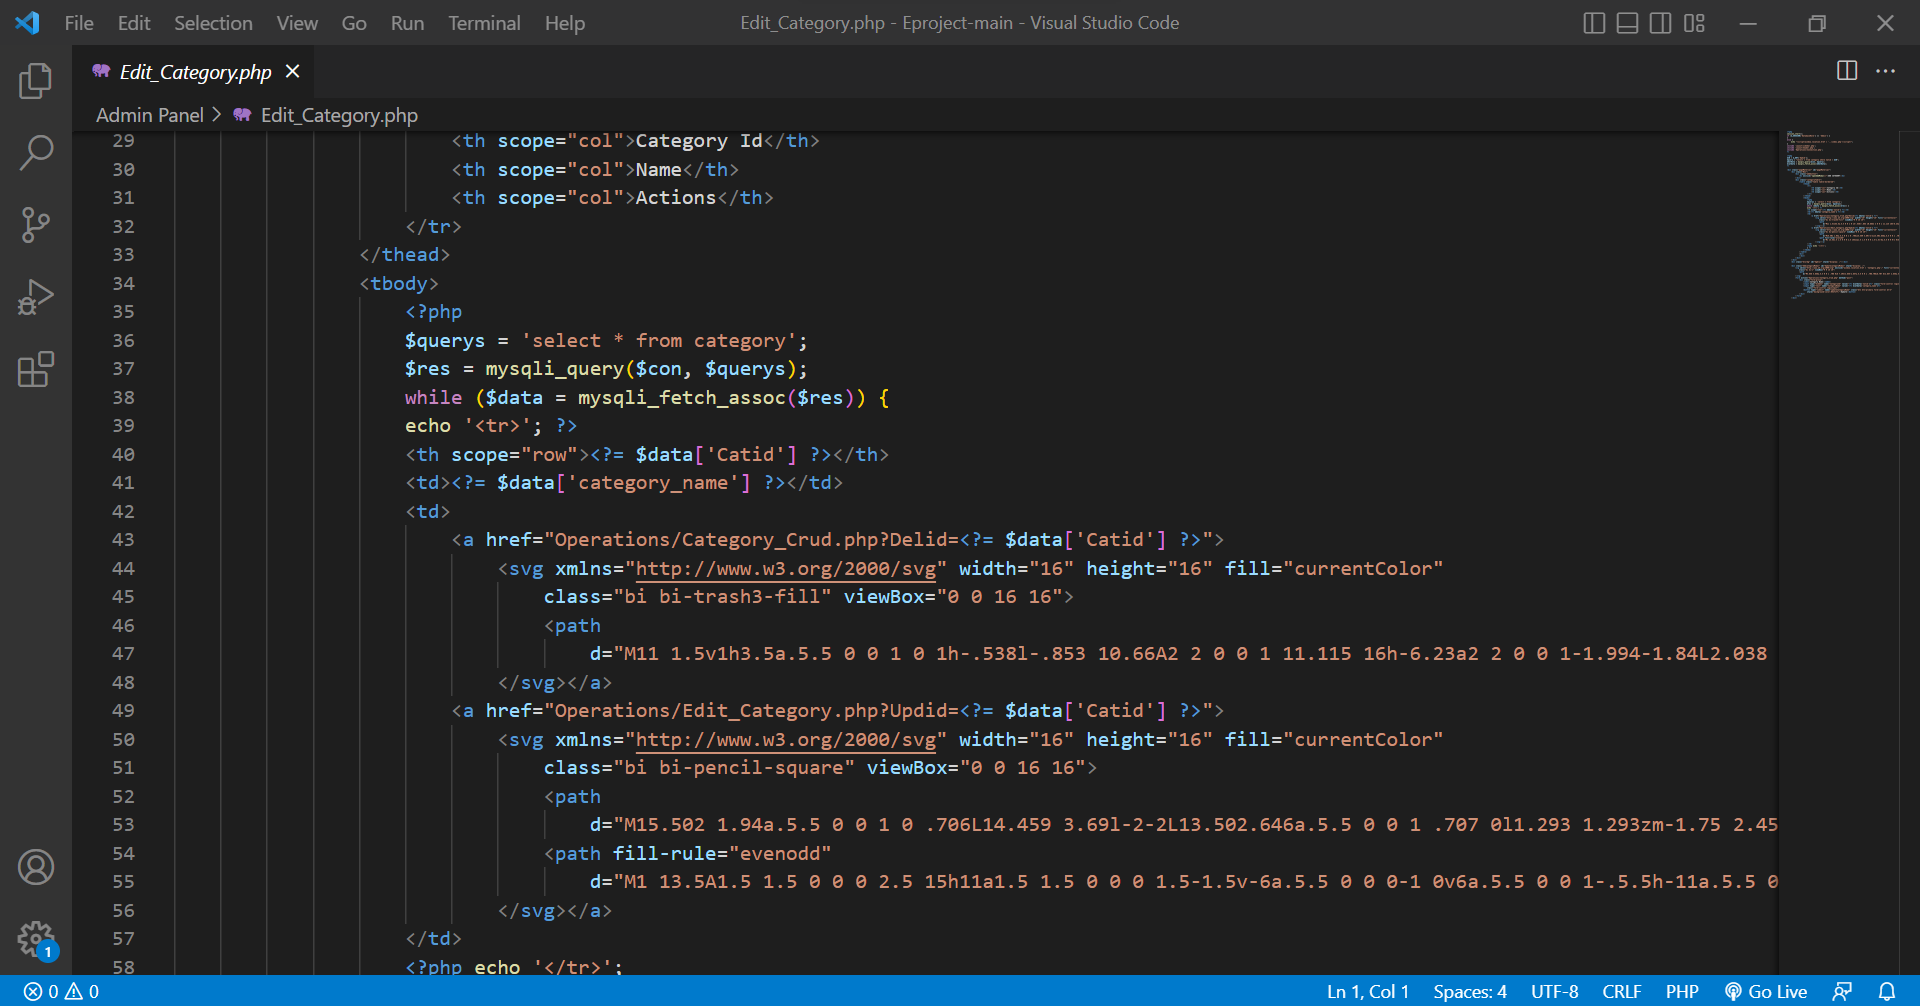 File Edit Selection View Go Run Terminal Help Edit_Category.php - Eproject-main - Visual Studio Code
Edit_Category.php
Admin Panel > Edit_Category.php
29 <th scope="col">Category Id</th>
30 <th scope="col">Name</th>
31 <th scope="col">Actions</th>
32 </tr>
33 </thead>
34 <tbody>
35 <?php
36 $querys = 'select * from category';
37 $res = mysqli_query($con, $querys);
38 while ($data = mysqli_fetch_assoc($res)) {
39 echo '<tr>'; ?>
40 <th scope="row"><?= $data['Catid'] ?></th>
41 <td><?= $data['category_name'] ?></td>
42 <td>
43 <a href="Operations/Category_Crud.php?Delid=<?= $data['Catid'] ?>">
44 <svg xmlns="http://www.w3.org/2000/svg" width="16" height="16" fill="currentColor"
45 class="bi bi-trash3-fill" viewBox="0 0 16 16">
46 <path
47 d="M11 1.5v1h3.5a.5.5 0 0 1 0 1h-.538l-.853 10.66A2 2 0 0 1 11.115 16h-6.23a2 2 0 0 1-1.994-1.84L2.038
48 </svg></a>
49 <a href="Operations/Edit_Category.php?Updid=<?= $data['Catid'] ?>">
50 <svg xmlns="http://www.w3.org/2000/svg" width="16" height="16" fill="currentColor"
51 class="bi bi-pencil-square" viewBox="0 0 16 16">
52 <path
53 d="M15.502 1.94a.5.5 0 0 1 0 .706L14.459 3.69l-2-2L13.502.646a.5.5 0 0 1 .707 0l1.293 1.293zm-1.75 2.45
54 <path fill-rule="evenodd"
55 d="M1 13.5A1.5 1.5 0 0 0 2.5 15h11a1.5 1.5 0 0 0 1.5-1.5v-6a.5.5 0 0 0-1 0v6a.5.5 0 0 1-.5.5h-11a.5.5 0
56 </svg></a>
57 </td>
58 <?php echo '</tr>';
1
0 0 Ln 1, Col 1 Spaces: 4 UTF-8 CRLF PHP Go Live